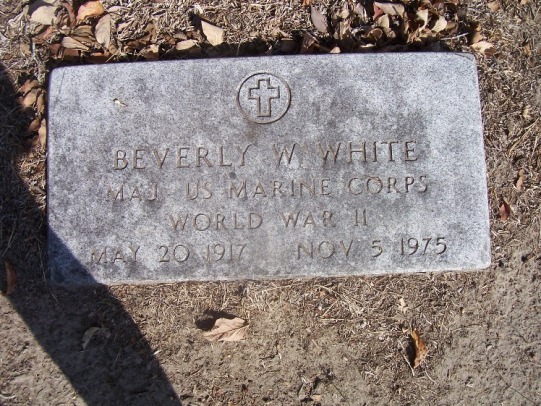 BEVERLY W WHITE
MAJ US MARINE CORPS
WORLD WAR II
MAY 20 1917 NOV 5 1975